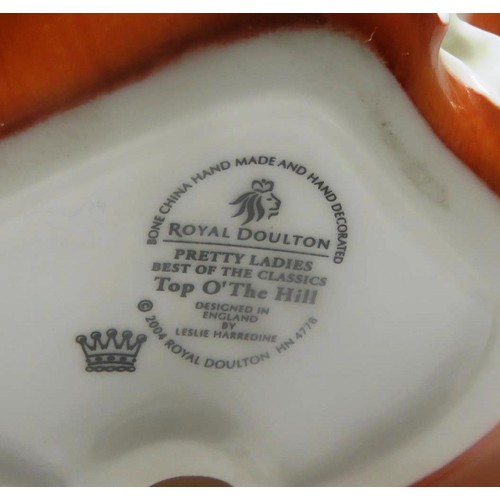 BONE CHINA HAND MADE AND HAND DECORATED
ROYAL DOULTON
PRETTY LADIES
BEST OF THE CLASSICS
Top O'The Hill
DESIGNED IN
ENGLAND
BY
LESLIE HARREDINE
© 2004 ROYAL DOULTON HN 4778